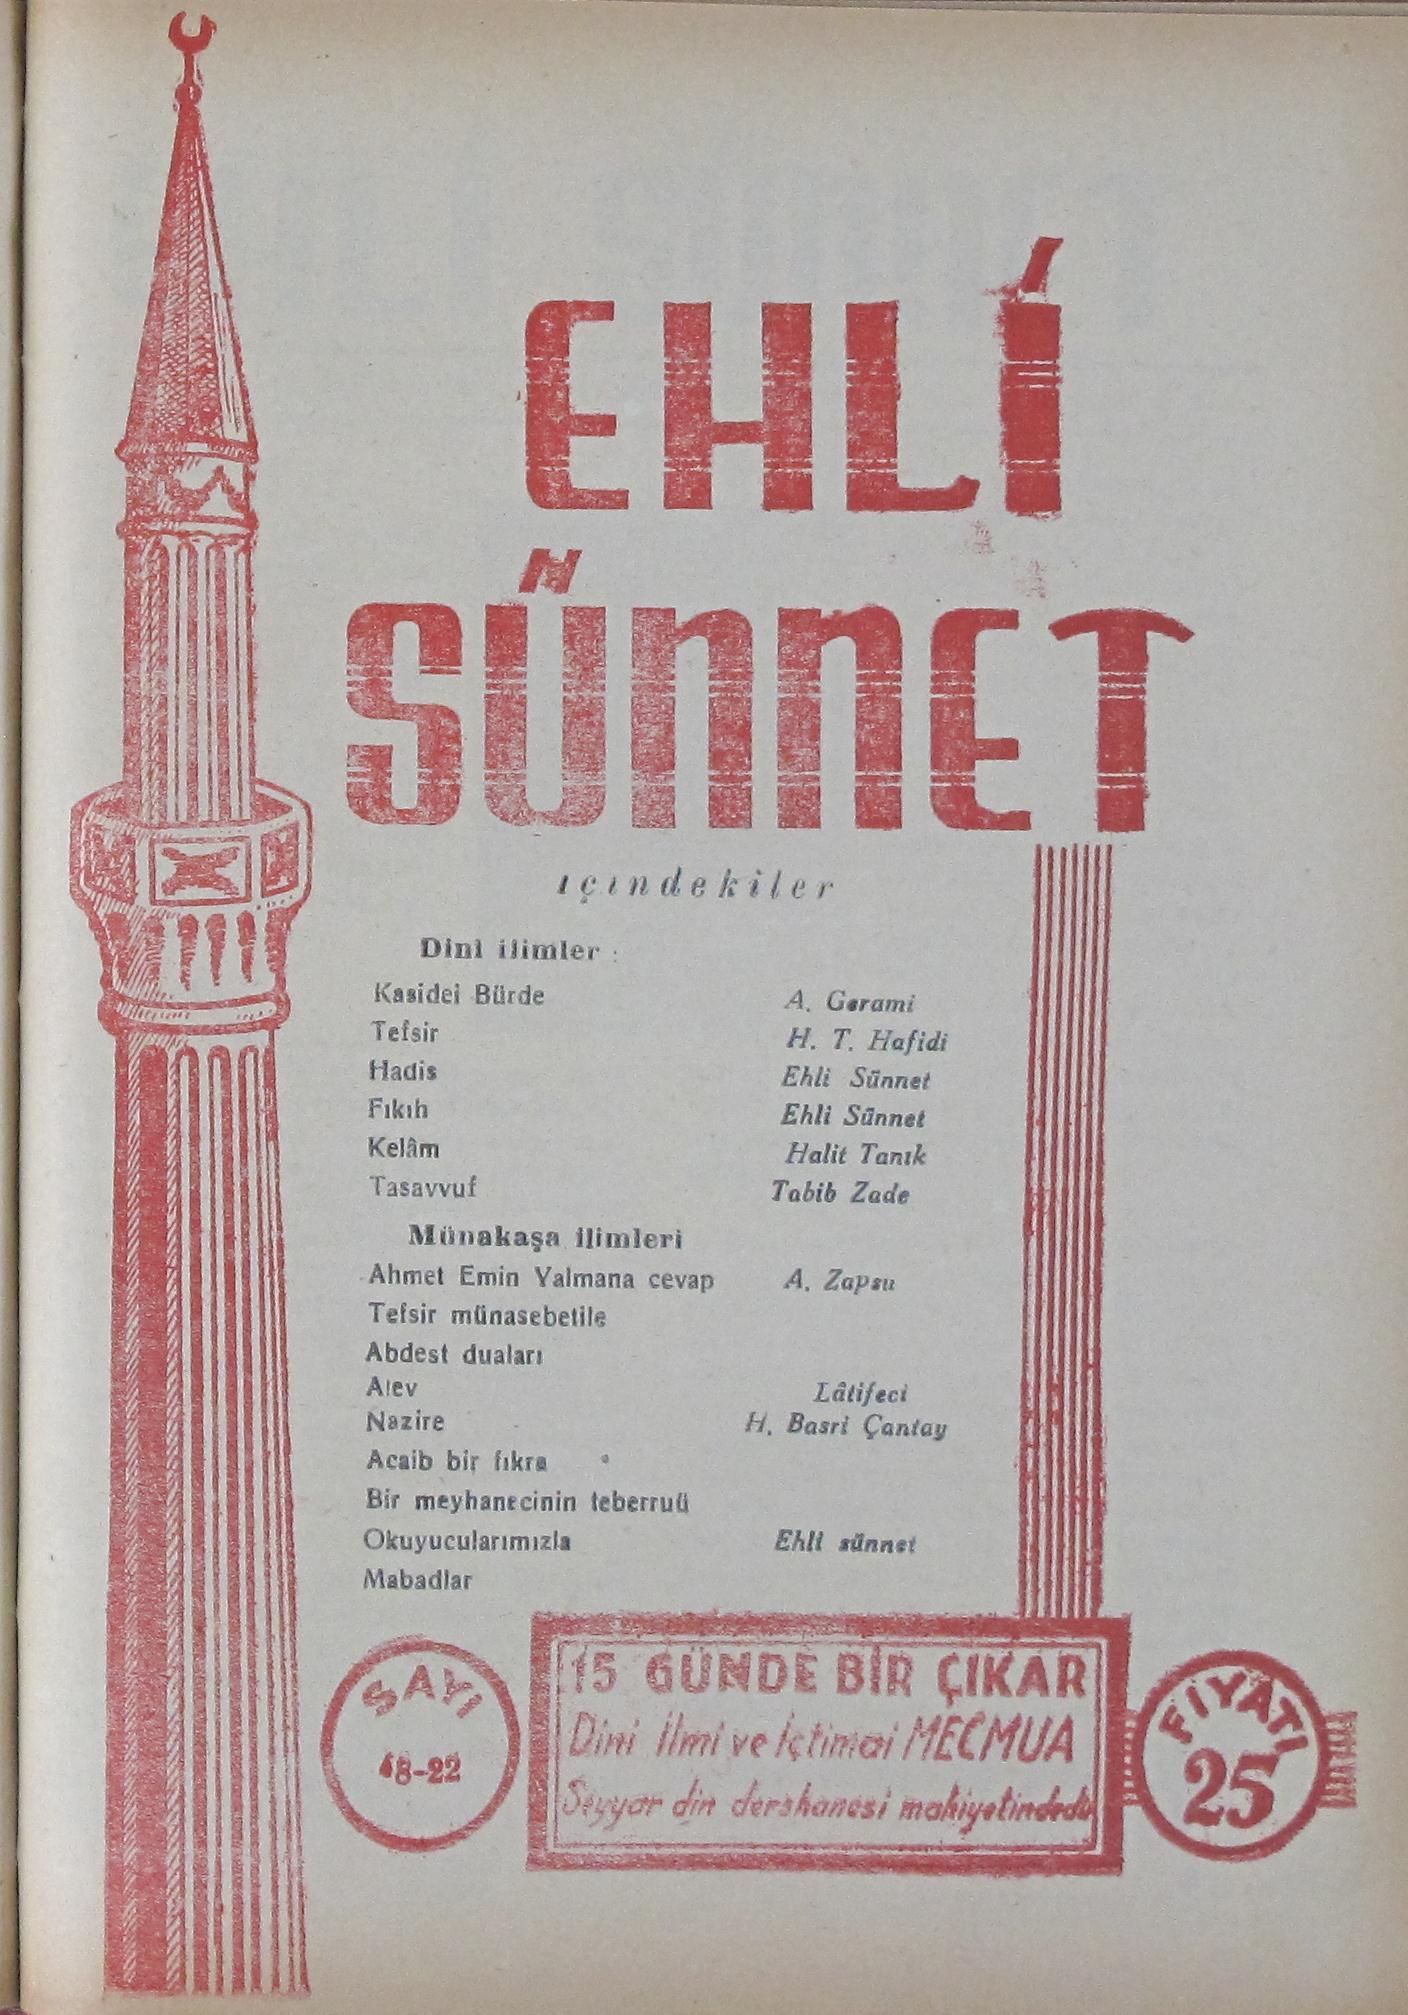 EHLİ
SÜNNET
içindekiler
Dini ilimler :
Kasidei Bürde A. Gerami
Tefsir H. T. Hafidi
Hadis Ehli Sünnet
Fıkıh Ehli Sünnet
Kelâm Halit Tanık
Tasavvuf Tabib Zade
Münakaşa ilimleri
Ahmet Emin Yalmana cevap A. Zapsu
Tefsir münasebetile
Abdest duaları
Alev Lâtifeci
Nazire H. Basri Çantay
Acaib bir fıkra
Bir meyhanecinin teberruü
Okuyucularımızla Ehli sünnet
Mabadlar
SAYI
48-22
15 GÜNDE BİR ÇIKAR
Dini İlmi ve İçtimai MECMUA
Seyyar din dershanesi mahiyetindedir
FİYATI
25